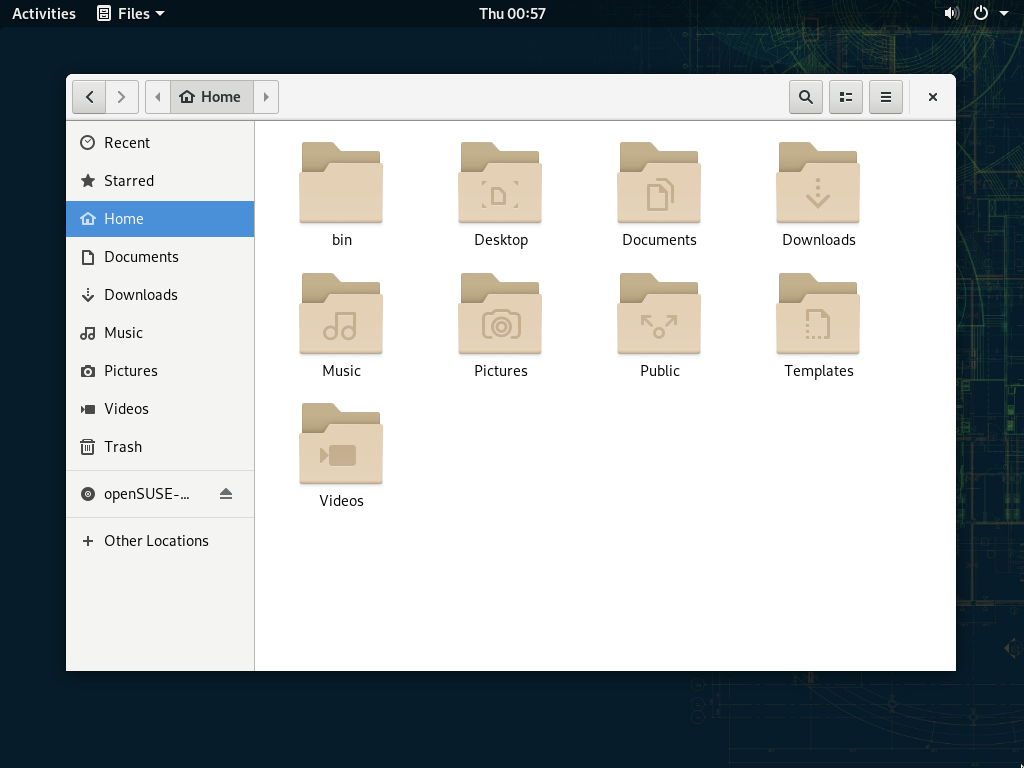 Activities Files Thu 00:57
Home
Recent
Starred
Home
Documents
Downloads
Music
Pictures
Videos
Trash
openSUSE-...
Other Locations
bin Desktop Documents Downloads
Music Pictures Public Templates
Videos